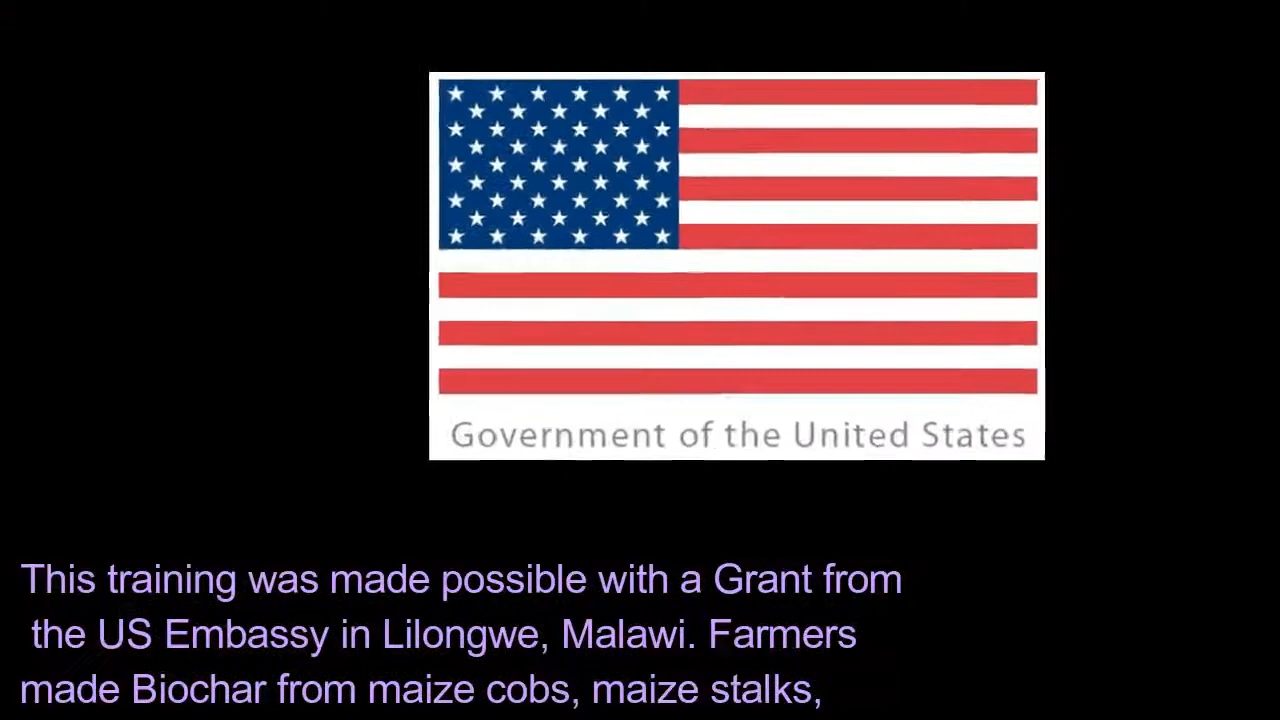 Government of the United States
This training was made possible with a Grant from
the US Embassy in Lilongwe, Malawi. Farmers
made Biochar from maize cobs, maize stalks,